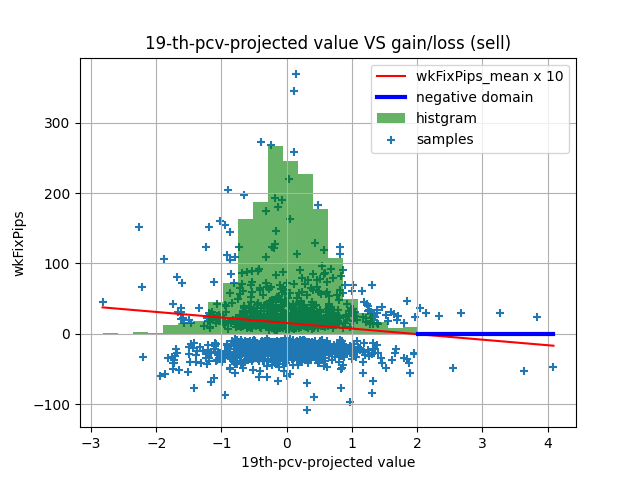 19-th-pcv-projected value VS gain/loss (sell)
wkFixPips_mean x 10
negative domain
histgram
samples
wkFixPips
300
200
100
0
−100
−3
−2
−1
0
1
2
3
4
19th-pcv-projected value